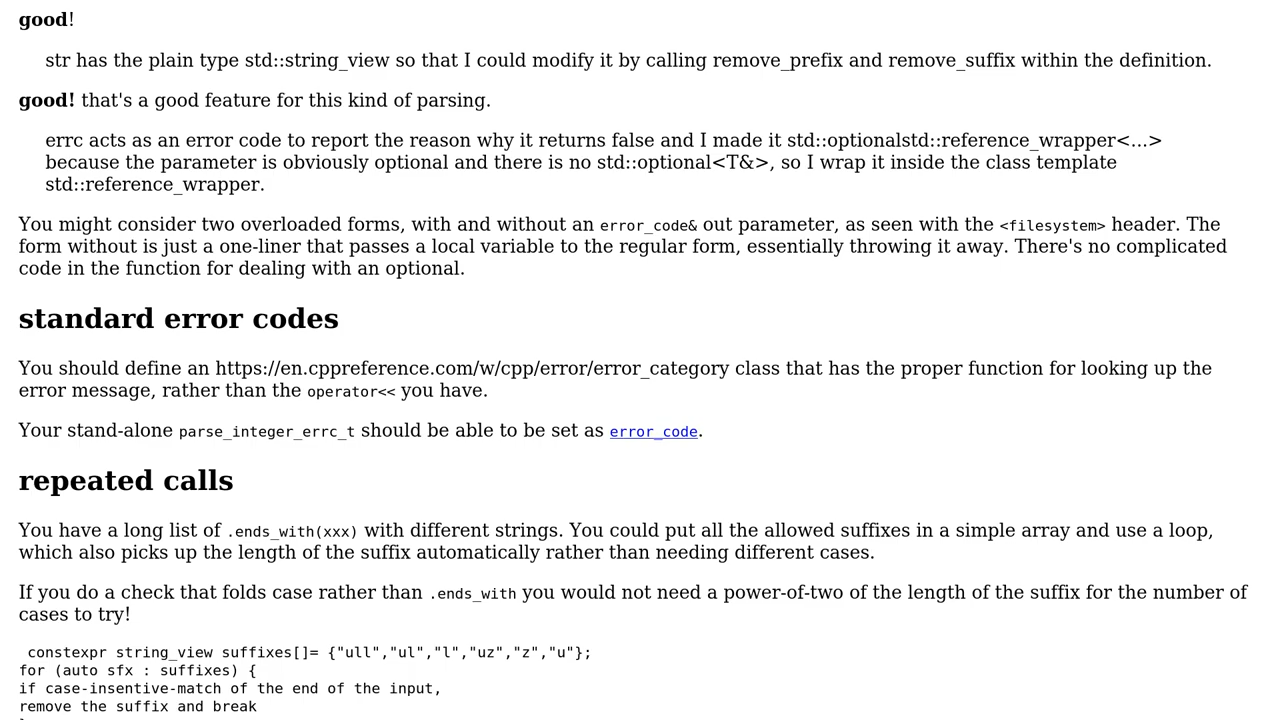 good!
str has the plain type std::string_view so that I could modify it by calling remove_prefix and remove_suffix within the definition.
good! that's a good feature for this kind of parsing.
errc acts as an error code to report the reason why it returns false and I made it std::optionalstd::reference_wrapper<...>
because the parameter is obviously optional and there is no std::optional<T&>, so I wrap it inside the class template
std::reference_wrapper.
You might consider two overloaded forms, with and without an error_code& out parameter, as seen with the <filesystem> header. The
form without is just a one-liner that passes a local variable to the regular form, essentially throwing it away. There's no complicated
code in the function for dealing with an optional.
standard error codes
You should define an https://en.cppreference.com/w/cpp/error/error_category class that has the proper function for looking up the
error message, rather than the operator<< you have.
Your stand-alone parse_integer_errc_t should be able to be set as error_code.
repeated calls
You have a long list of .ends_with(xxx) with different strings. You could put all the allowed suffixes in a simple array and use a loop,
which also picks up the length of the suffix automatically rather than needing different cases.
If you do a check that folds case rather than .ends_with you would not need a power-of-two of the length of the suffix for the number of
cases to try!
constexpr string_view suffixes[]= {"ull","ul","l","uz","z","u"};
for (auto sfx : suffixes) {
if case-insentive-match of the end of the input,
remove the suffix and break